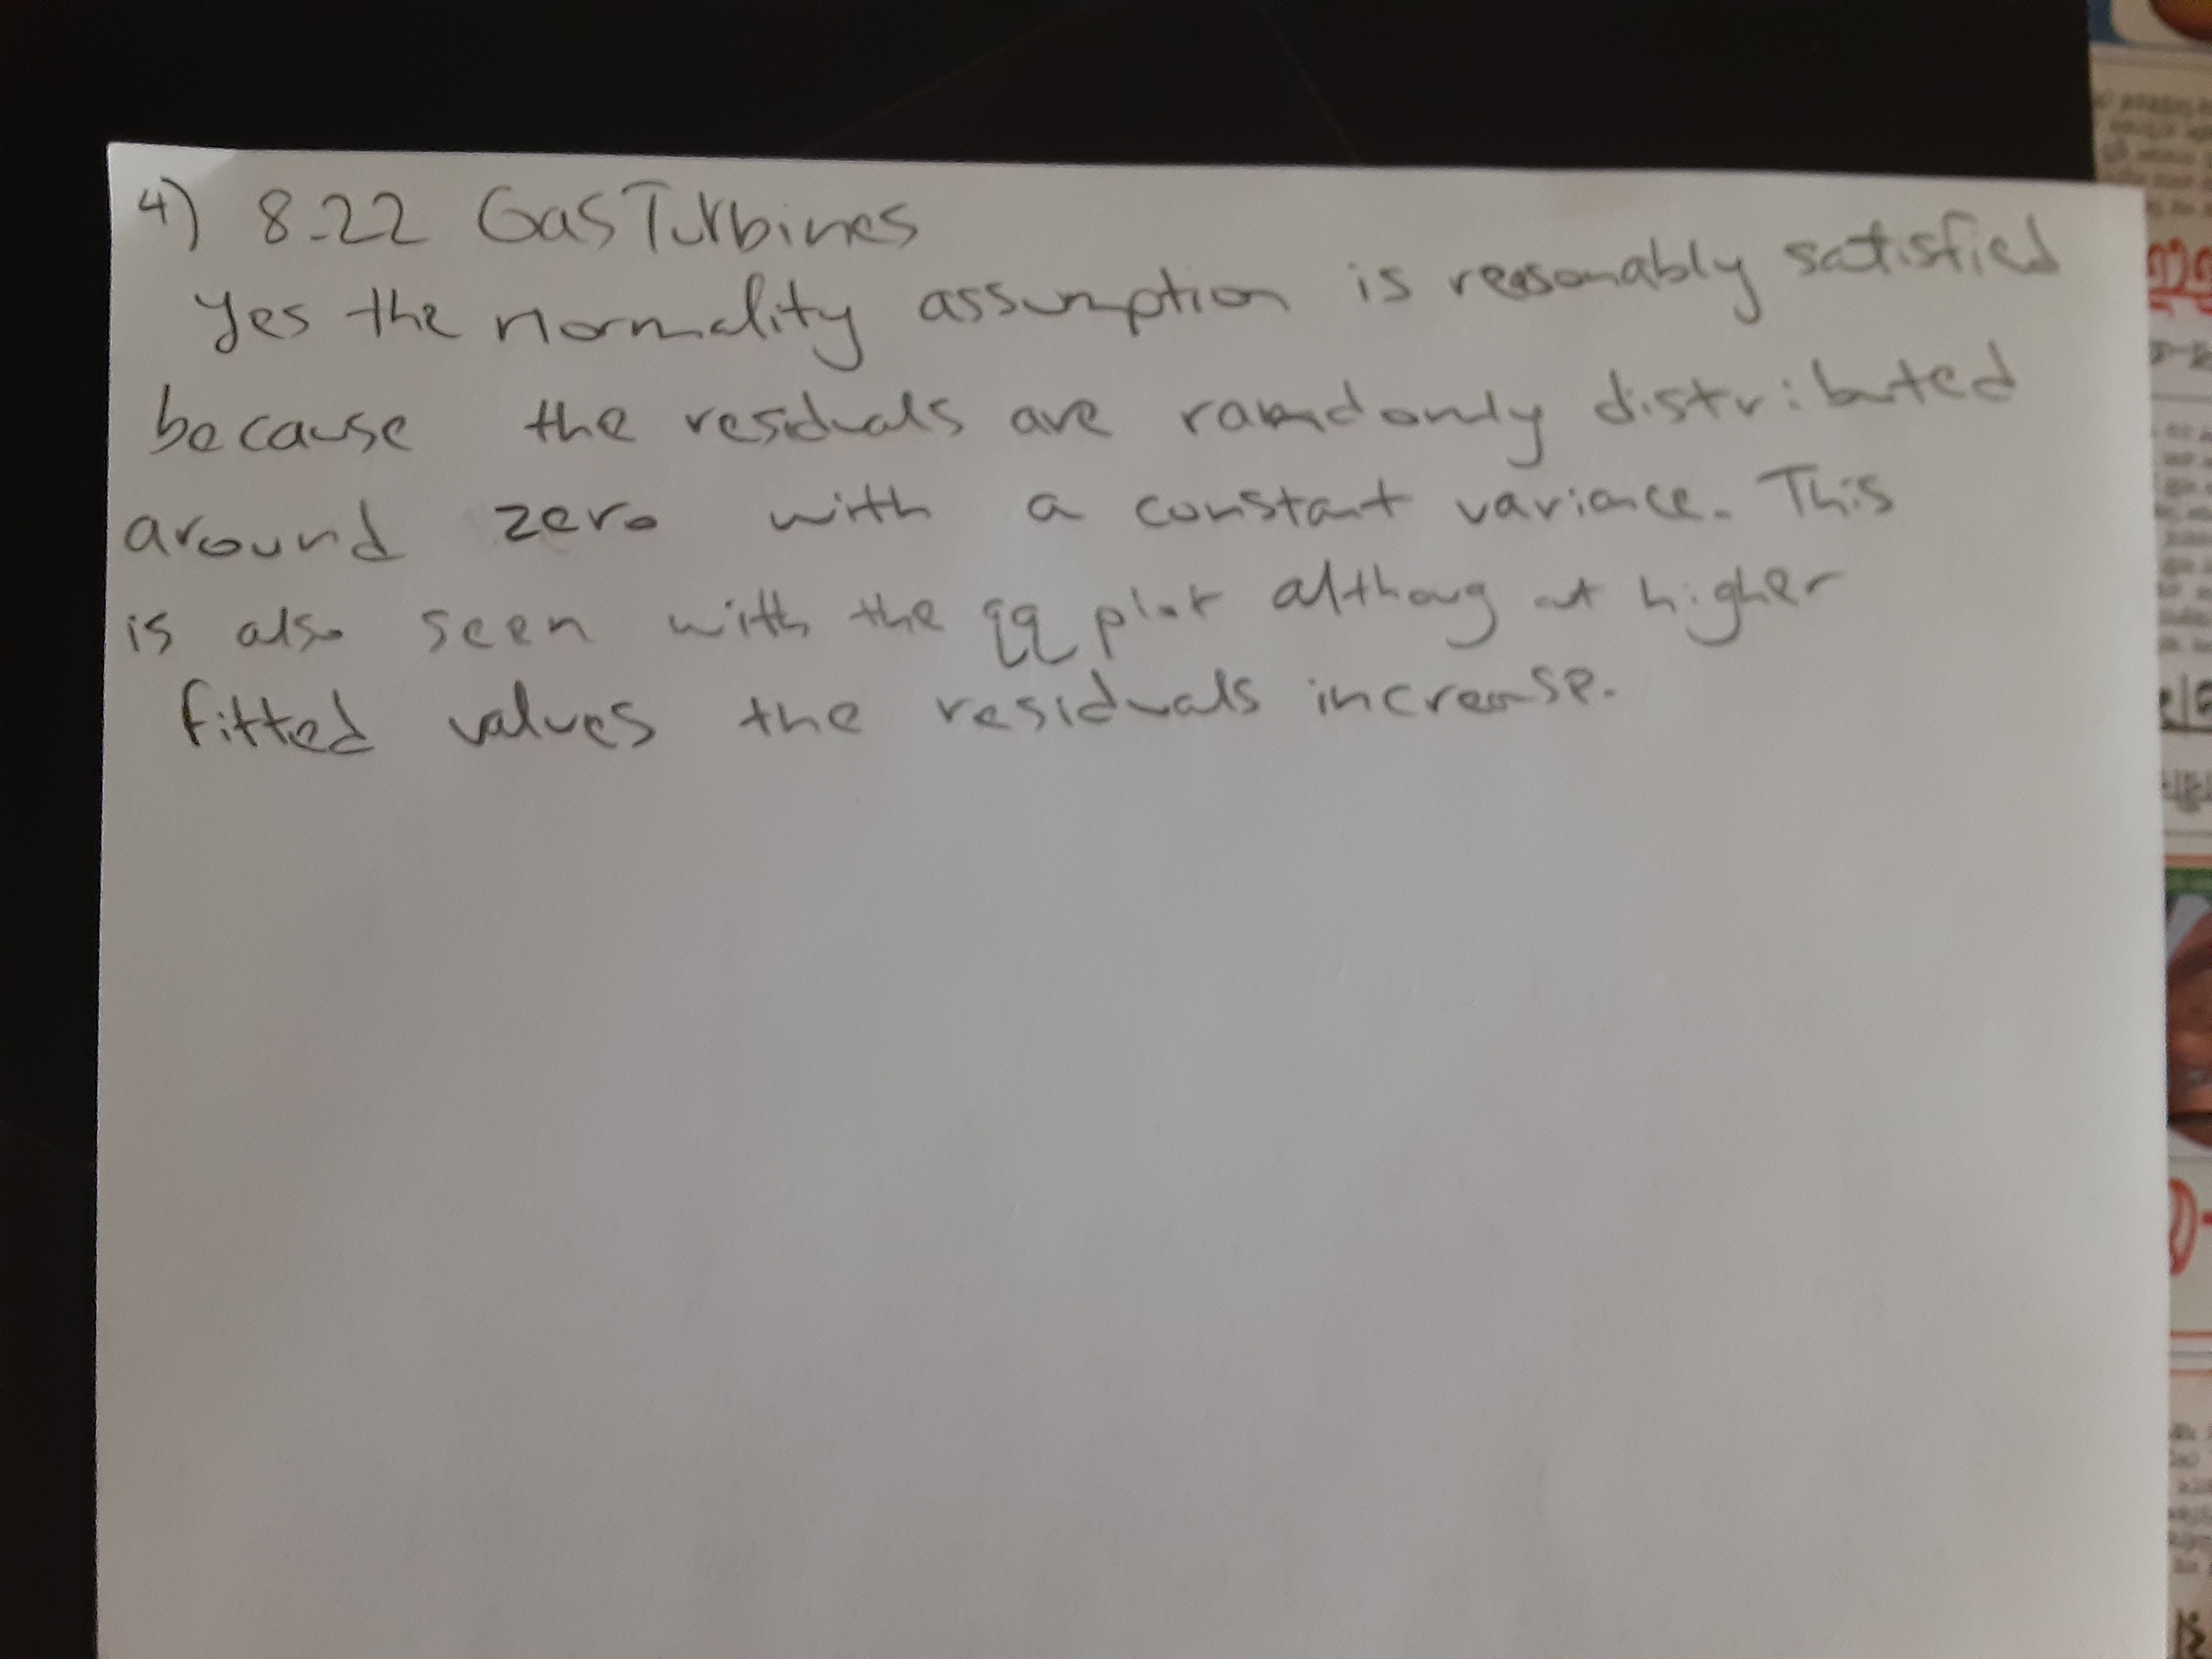 4) 8.22 GasTurbines
Yes the normality assumption is reasonably satisfied
because the residuals are randomly distributed
around zero with a constant variance. This
is also seen with the qq plot althoug at higher
fitted values the residuals increase.